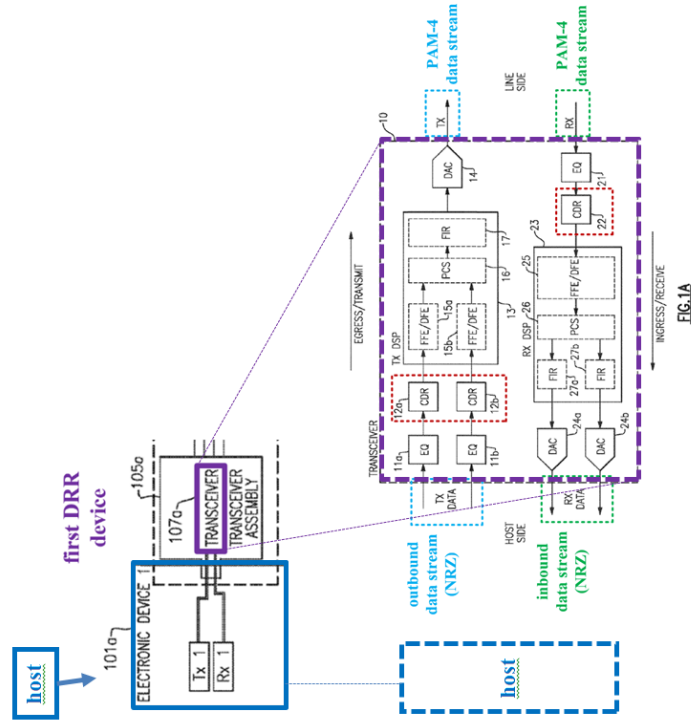 host
101a
ELECTRONIC DEVICE 1
Tx 1
Rx 1
first DRR
device
105a
107a
TRANSCEIVER
TRANSCEIVER
ASSEMBLY
host
EGRESS/TRANSMIT
10
TRANSCEIVER
outbound
data stream
(NRZ)
TX
DATA
EQ
11a
EQ
11b
CDR
12a
CDR
12b
TX DSP
FFE/DFE
15a
FFE/DFE
15b
13
PCS
16
FIR
17
DAC
14
TX
PAM-4
data stream
HOST
SIDE
LINE
SIDE
inbound
data stream
(NRZ)
RX
DATA
DAC
24a
DAC
24b
RX DSP
FIR
27a
FIR
27b
PCS
26
FFE/DFE
25
23
CDR
22
EQ
21
RX
PAM-4
data stream
INGRESS/RECEIVE
FIG.1A